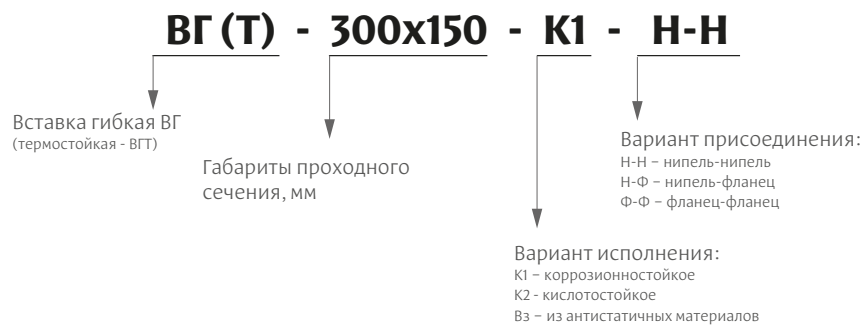 ВГ (Т) - 300х150 - К1 - Н-Н
Вставка гибкая ВГ
(термостойкая - ВГТ)
Габариты проходного
сечения, мм
Вариант присоединения:
Н-Н – нипель-нипель
Н-Ф – нипель-фланец
Ф-Ф – фланец-фланец
Вариант исполнения:
К1 – коррозионностойкое
К2 - кислотостойкое
Вз – из антистатичных материалов